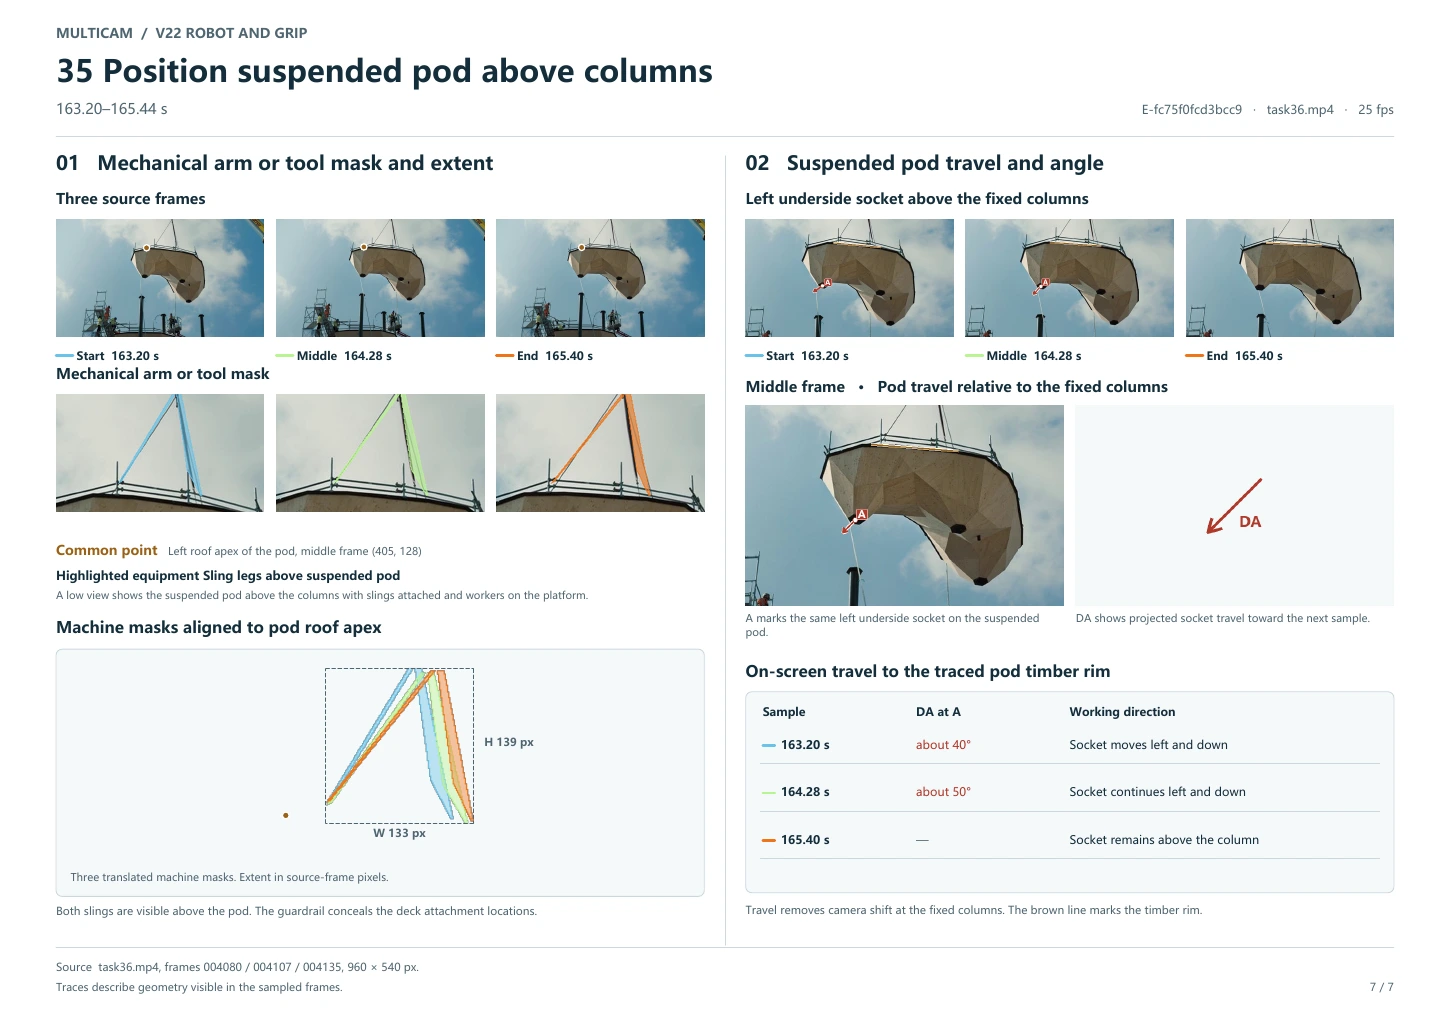 MULTICAM / V22 ROBOT AND GRIP
35 Position suspended pod above columns
163.20–165.44 s
E-fc75f0fcd3bcc9 · task36.mp4 · 25 fps
01 Mechanical arm or tool mask and extent
Three source frames
Start 163.20 s
Middle 164.28 s
End 165.40 s
Mechanical arm or tool mask
Common point Left roof apex of the pod, middle frame (405, 128)
Highlighted equipment Sling legs above suspended pod
A low view shows the suspended pod above the columns with slings attached and workers on the platform.
Machine masks aligned to pod roof apex
H 139 px
W 133 px
Three translated machine masks. Extent in source-frame pixels.
Both slings are visible above the pod. The guardrail conceals the deck attachment locations.
02 Suspended pod travel and angle
Left underside socket above the fixed columns
A
A
Start 163.20 s
Middle 164.28 s
End 165.40 s
Middle frame • Pod travel relative to the fixed columns
A
DA
A marks the same left underside socket on the suspended
pod.
DA shows projected socket travel toward the next sample.
On-screen travel to the traced pod timber rim
Sample DA at A Working direction
163.20 s about 40° Socket moves left and down
164.28 s about 50° Socket continues left and down
165.40 s — Socket remains above the column
Travel removes camera shift at the fixed columns. The brown line marks the timber rim.
Source task36.mp4, frames 004080 / 004107 / 004135, 960 × 540 px.
Traces describe geometry visible in the sampled frames.
7 / 7